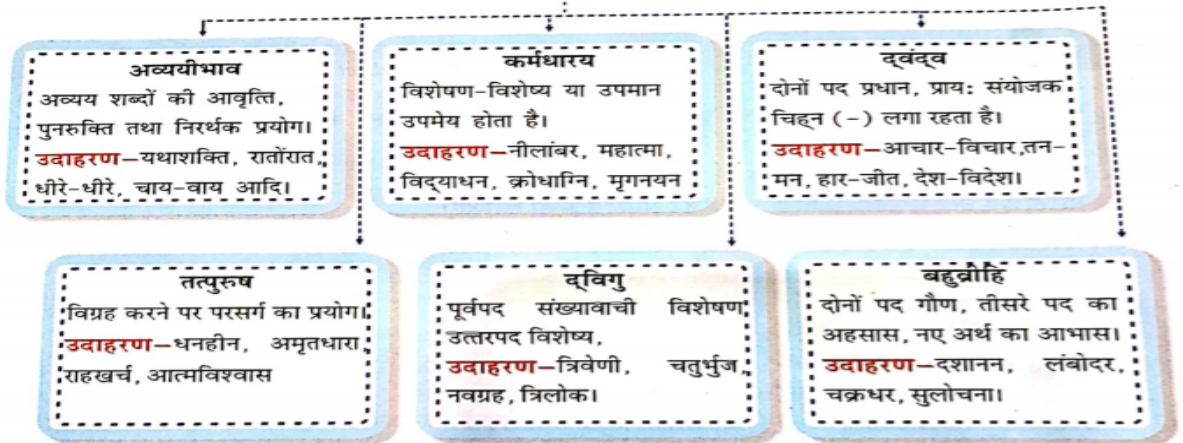 अव्ययीभाव
अव्यय शब्दों की आवृत्ति,
पुनरुक्ति तथा निरर्थक प्रयोग।
उदाहरण–यथाशक्ति, रातोंरात,
धीरे-धीरे, चाय-वाय आदि।
कर्मधारय
विशेषण-विशेष्य या उपमान
उपमेय होता है।
उदाहरण–नीलांबर, महात्मा,
विद्याधन, क्रोधाग्नि, मृगनयन
द्वंद्व
दोनों पद प्रधान, प्राय: संयोजक
चिह्न (-) लगा रहता है।
उदाहरण–आचार-विचार,तन-
मन, हार-जीत, देश-विदेश।
तत्पुरुष
विग्रह करने पर परसर्ग का प्रयोग।
उदाहरण–धनहीन, अमृतधारा,
राहखर्च, आत्मविश्वास
द्विगु
पूर्वपद संख्यावाची विशेषण
उत्तरपद विशेष्य,
उदाहरण–त्रिवेणी, चतुर्भुज,
नवग्रह, त्रिलोक।
बहुव्रीहि
दोनों पद गौण, तीसरे पद का
अहसास, नए अर्थ का आभास।
उदाहरण–दशानन, लंबोदर,
चक्रधर, सुलोचना।